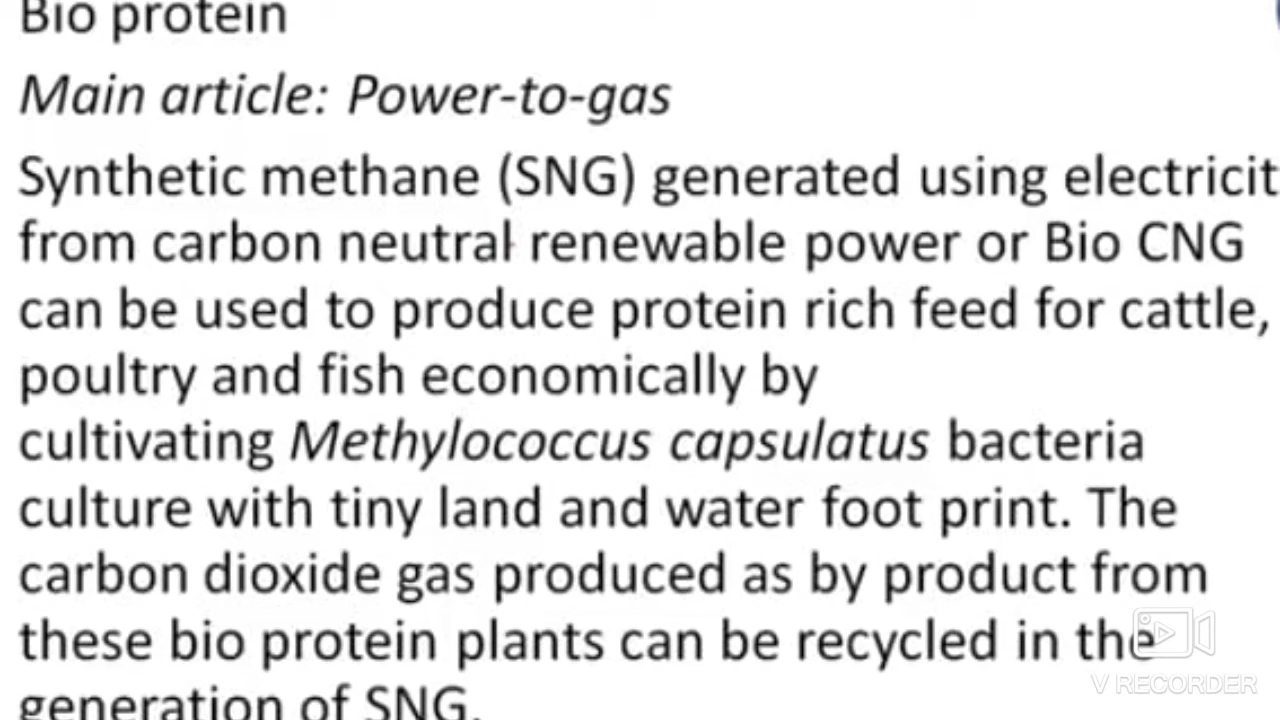 Bio protein
Main article: Power-to-gas
Synthetic methane (SNG) generated using electricit
from carbon neutral renewable power or Bio CNG
can be used to produce protein rich feed for cattle,
poultry and fish economically by
cultivating Methylococcus capsulatus bacteria
culture with tiny land and water foot print. The
carbon dioxide gas produced as by product from
these bio protein plants can be recycled in the
generation of SNG.
V RECORDER